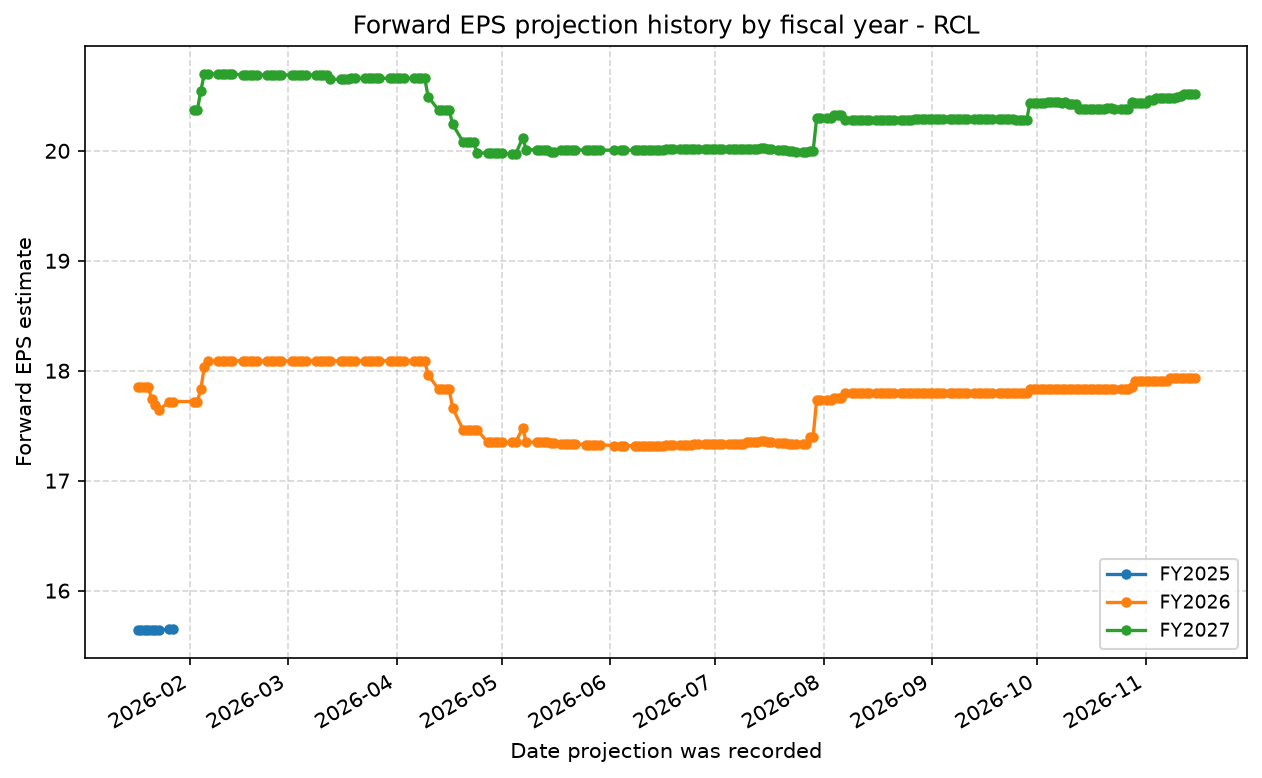 Forward EPS projection history by fiscal year - RCL
Forward EPS estimate
20
19
18
17
16
FY2025
FY2026
FY2027
2026-02
2026-03
2026-04
2026-05
2026-06
2026-07
2026-08
2026-09
2026-10
2026-11
Date projection was recorded